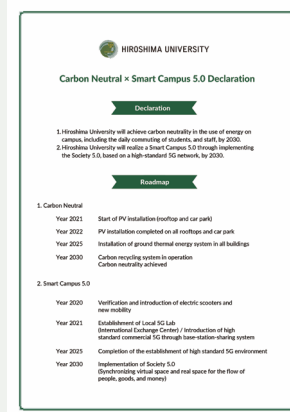 HIROSHIMA UNIVERSITY
Carbon Neutral × Smart Campus 5.0 Declaration
Declaration
1. Hiroshima University will achieve carbon neutrality in the use of energy on
campus, including the daily commuting of students, and staff, by 2030.
2. Hiroshima University will realize a Smart Campus 5.0 through implementing
the Society 5.0, based on a high-standard 5G network, by 2030.
Roadmap
1. Carbon Neutral
Year 2021 Start of PV installation (rooftop and car park)
Year 2022 PV installation completed on all rooftops and car park
Year 2025 Installation of ground thermal energy system in all buildings
Year 2030 Carbon recycling system in operation
Carbon neutrality achieved
2. Smart Campus 5.0
Year 2020 Verification and introduction of electric scooters and
new mobility
Year 2021 Establishment of Local 5G Lab
(International Exchange Center) / Introduction of high
standard commercial 5G through base-station-sharing system
Year 2025 Completion of the establishment of high standard 5G environment
Year 2030 Implementation of Society 5.0
(Synchronizing virtual space and real space for the flow of
people, goods, and money)